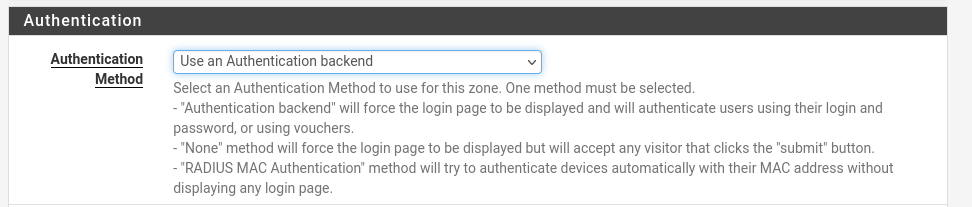 Authentication
Authentication
Method
Use an Authentication backend
Select an Authentication Method to use for this zone. One method must be selected.
- "Authentication backend" will force the login page to be displayed and will authenticate users using their login and
password, or using vouchers.
- "None" method will force the login page to be displayed but will accept any visitor that clicks the "submit" button.
- "RADIUS MAC Authentication" method will try to authenticate devices automatically with their MAC address without
displaying any login page.